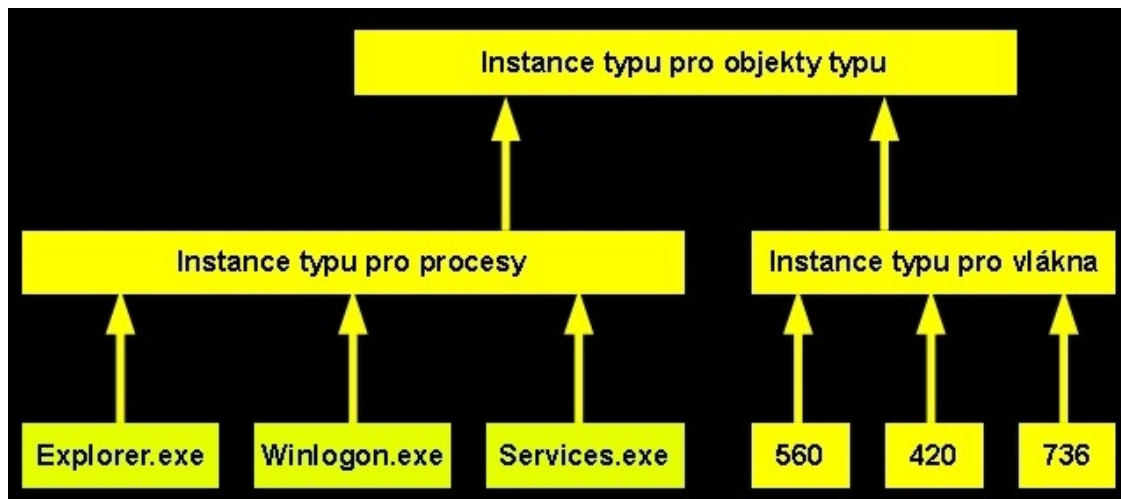 Instance typu pro objekty typu
Instance typu pro procesy
Instance typu pro vlákna
Explorer.exe
Winlogon.exe
Services.exe
560
420
736